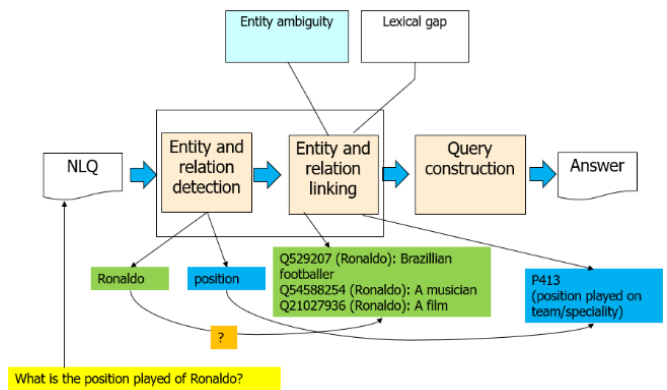 Entity ambiguity
Lexical gap
NLQ
Entity and
relation
detection
Entity and
relation
linking
Query
construction
Answer
Ronaldo
position
Q529207 (Ronaldo): Brazillian
footballer
Q54588254 (Ronaldo): A musician
Q21027936 (Ronaldo): A film
P413
(position played on
team/speciality)
?
What is the position played of Ronaldo?